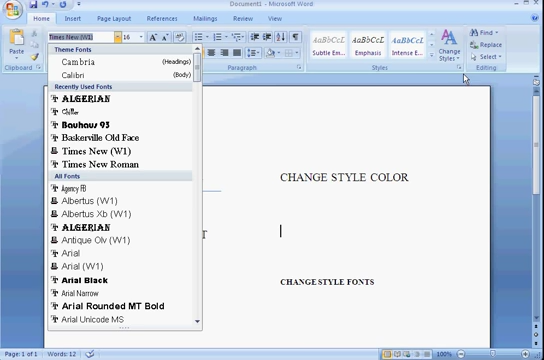 Document1 - Microsoft Word
Home Insert Page Layout References Mailings Review View
Times New (W1) 16
AaBbCcL AaBbCcL AaBbCcL
Paste
Subtle Em... Emphasis Intense E...
Change
Styles
Find
Replace
Select
Clipboard Paragraph Styles Editing
Theme Fonts
Cambria (Headings)
Calibri (Body)
Recently Used Fonts
ALGERIAN
Chiller
Bauhaus 93
Baskerville Old Face
Times New (W1)
Times New Roman
All Fonts
Agency FB
Albertus (W1)
Albertus Xb (W1)
ALGERIAN
Antique Olv (W1)
Arial
Arial (W1)
Arial Black
Arial Narrow
Arial Rounded MT Bold
Arial Unicode MS
CHANGE STYLE COLOR
T
CHANGE STYLE FONTS
Page: 1 of 1 Words: 12 100%